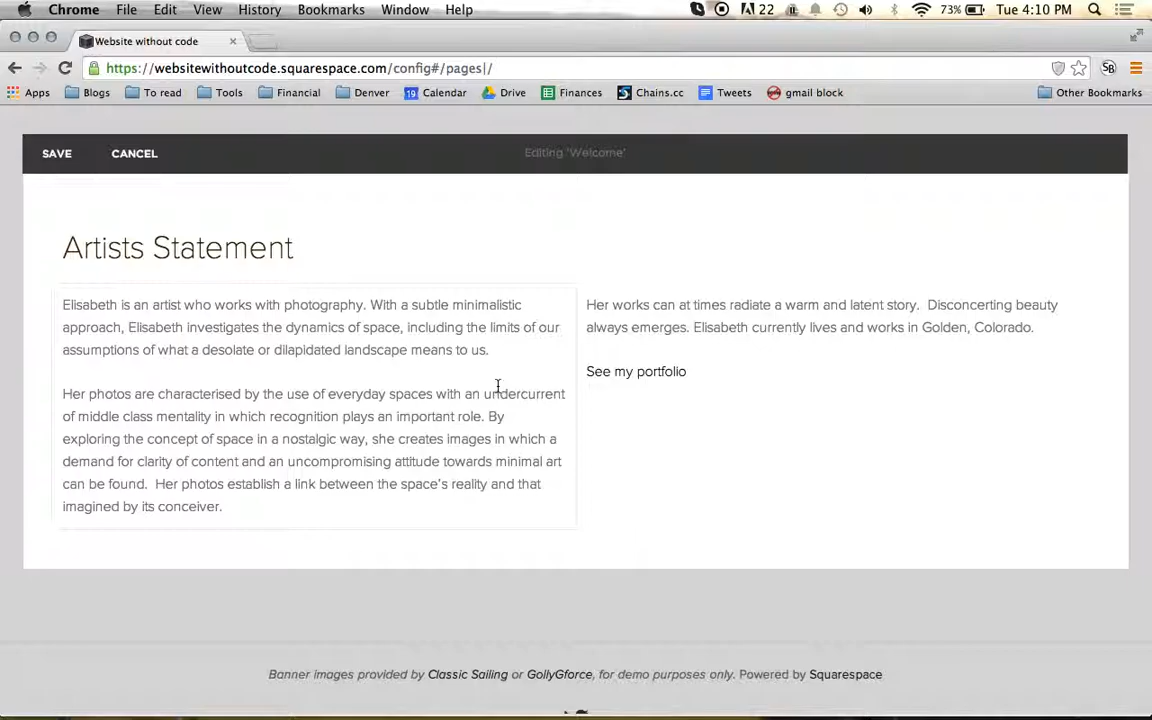 Chrome File Edit View History Bookmarks Window Help 22 73% Tue 4:10 PM
Website without code
https://websitewithoutcode.squarespace.com/config#/pages|/
Apps Blogs To read Tools Financial Denver 19 Calendar Drive Finances Chains.cc Tweets gmail block Other Bookmarks
SAVE CANCEL Editing 'Welcome'
Artists Statement
Elisabeth is an artist who works with photography. With a subtle minimalistic
approach, Elisabeth investigates the dynamics of space, including the limits of our
assumptions of what a desolate or dilapidated landscape means to us.
Her photos are characterised by the use of everyday spaces with an undercurrent
of middle class mentality in which recognition plays an important role. By
exploring the concept of space in a nostalgic way, she creates images in which a
demand for clarity of content and an uncompromising attitude towards minimal art
can be found. Her photos establish a link between the space's reality and that
imagined by its conceiver.
Her works can at times radiate a warm and latent story. Disconcerting beauty
always emerges. Elisabeth currently lives and works in Golden, Colorado.
See my portfolio
Banner images provided by Classic Sailing or GollyGforce, for demo purposes only. Powered by Squarespace